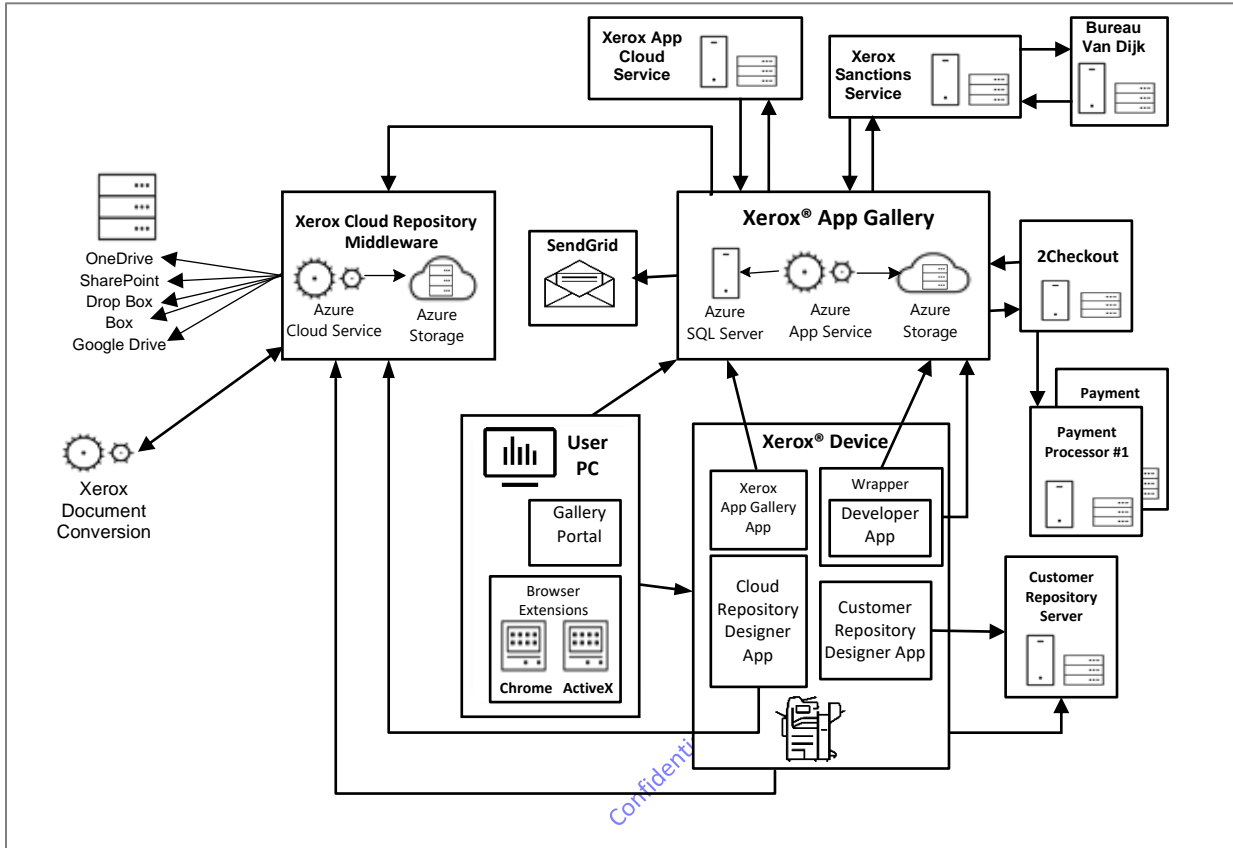 Xerox App
Cloud
Service
Xerox
Sanctions
Service
Bureau
Van Dijk
Xerox Cloud Repository
Middleware
Azure
Cloud Service
Azure
Storage
OneDrive
SharePoint
Drop Box
Box
Google Drive
Xerox
Document
Conversion
SendGrid
Xerox® App Gallery
Azure
SQL Server
Azure
App Service
Azure
Storage
2Checkout
Payment
Payment
Processor #1
User
PC
Gallery
Portal
Browser
Extensions
Chrome
ActiveX
Xerox® Device
Xerox
App Gallery
App
Wrapper
Developer
App
Cloud
Repository
Designer
App
Customer
Repository
Designer App
Customer
Repository
Server
Confidenti